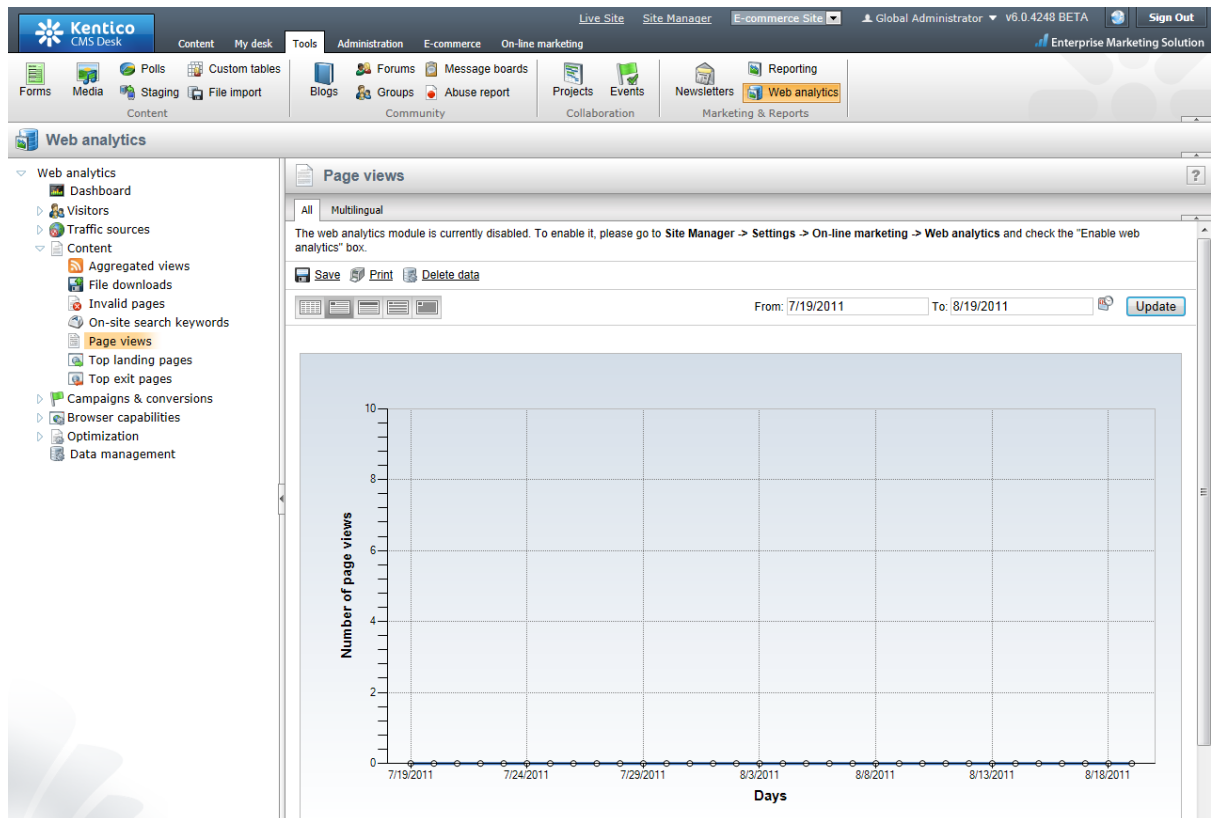 Kentico
CMS Desk
Live Site Site Manager E-commerce Site Global Administrator v6.0.4248 BETA Sign Out
Content My desk Tools Administration E-commerce On-line marketing
Enterprise Marketing Solution
Forms Media Polls Custom tables
Staging File import
Content
Blogs Forums Message boards
Groups Abuse report
Community
Projects Events
Collaboration
Newsletters Reporting
Web analytics
Marketing & Reports
Web analytics
Web analytics
Dashboard
Visitors
Traffic sources
Content
Aggregated views
File downloads
Invalid pages
On-site search keywords
Page views
Top landing pages
Top exit pages
Campaigns & conversions
Browser capabilities
Optimization
Data management
Page views
?
All Multilingual
The web analytics module is currently disabled. To enable it, please go to Site Manager -> Settings -> On-line marketing -> Web analytics and check the "Enable web
analytics" box.
Save Print Delete data
From: 7/19/2011 To: 8/19/2011 Update
Number of page views
10
8
6
4
2
0
7/19/2011 7/24/2011 7/29/2011 8/3/2011 8/8/2011 8/13/2011 8/18/2011
Days